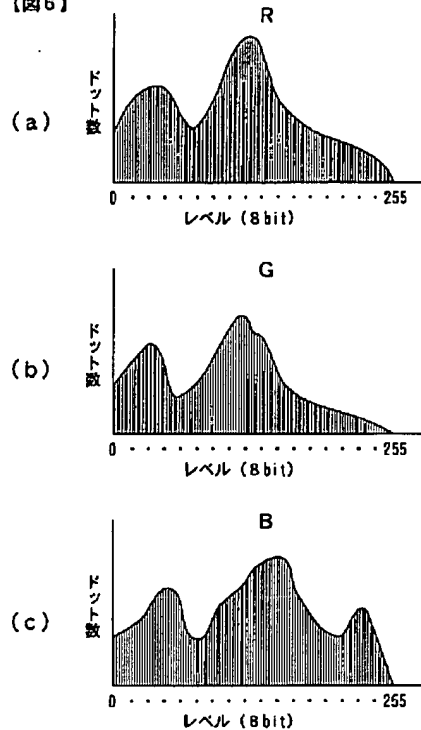 【図6】
R
(a)
ドット数
0 255
レベル (8bit)
G
(b)
ドット数
0 255
レベル (8bit)
B
(c)
ドット数
0 255
レベル (8bit)